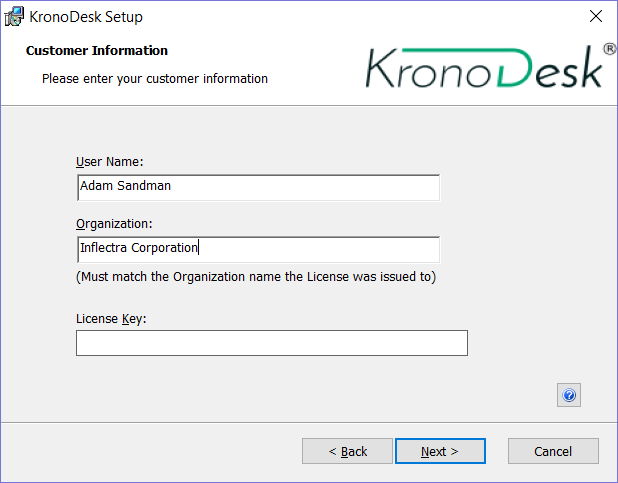 KronoDesk Setup
Customer Information
Please enter your customer information
KronoDesk®
User Name:
Adam Sandman
Organization:
Inflectra Corporation
(Must match the Organization name the License was issued to)
License Key:
?
< Back
Next >
Cancel